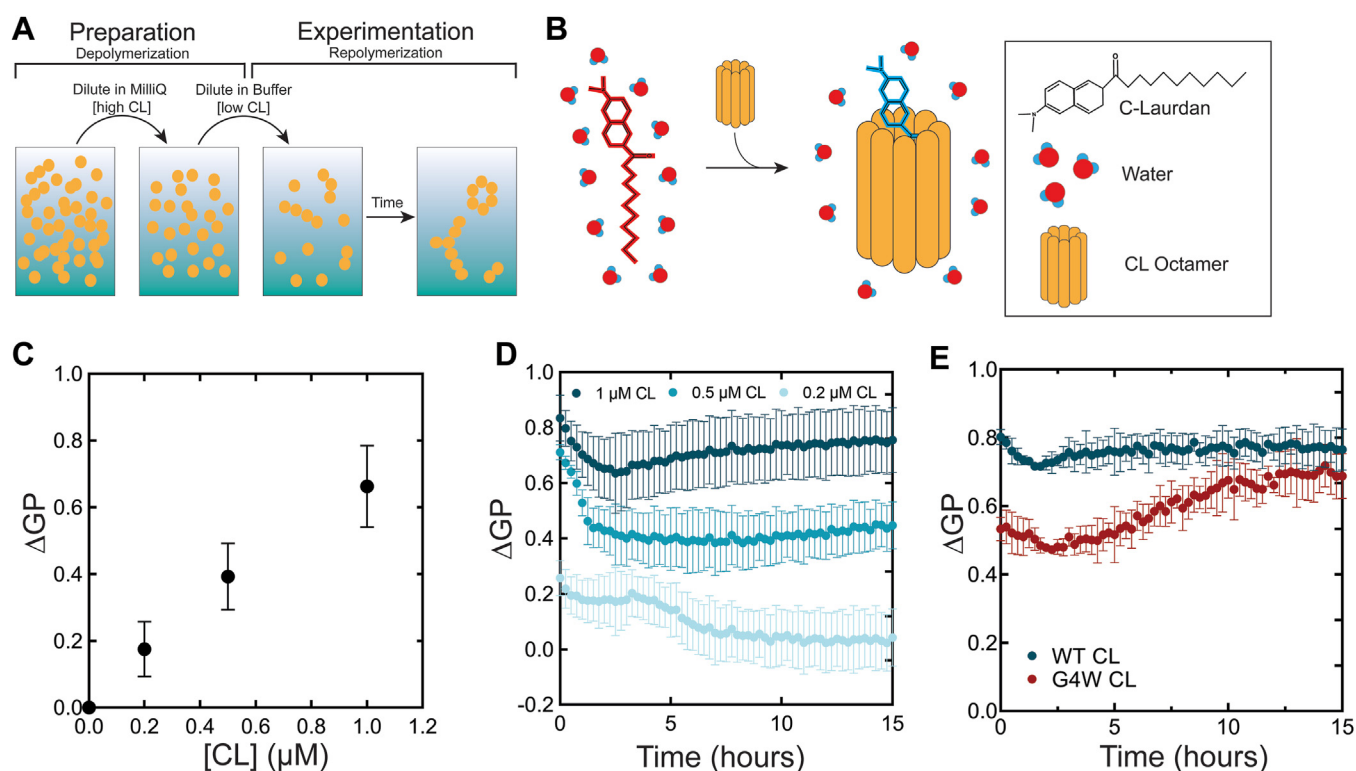 A
Preparation
Depolymerization
Experimentation
Repolymerization
Dilute in MilliQ
[high CL]
Dilute in Buffer
[low CL]
Time
B
O
N
C-Laurdan
Water
CL Octamer
C
ΔGP
1.0
0.8
0.6
0.4
0.2
0.0
0.0 0.2 0.4 0.6 0.8 1.0 1.2
[CL] (µM)
D
ΔGP
1 µM CL 0.5 µM CL 0.2 µM CL
1.0
0.8
0.6
0.4
0.2
0.0
-0.2
0 5 10 15
Time (hours)
E
ΔGP
1.0
0.8
0.6
0.4
0.2
0.0
WT CL
G4W CL
0 5 10 15
Time (hours)